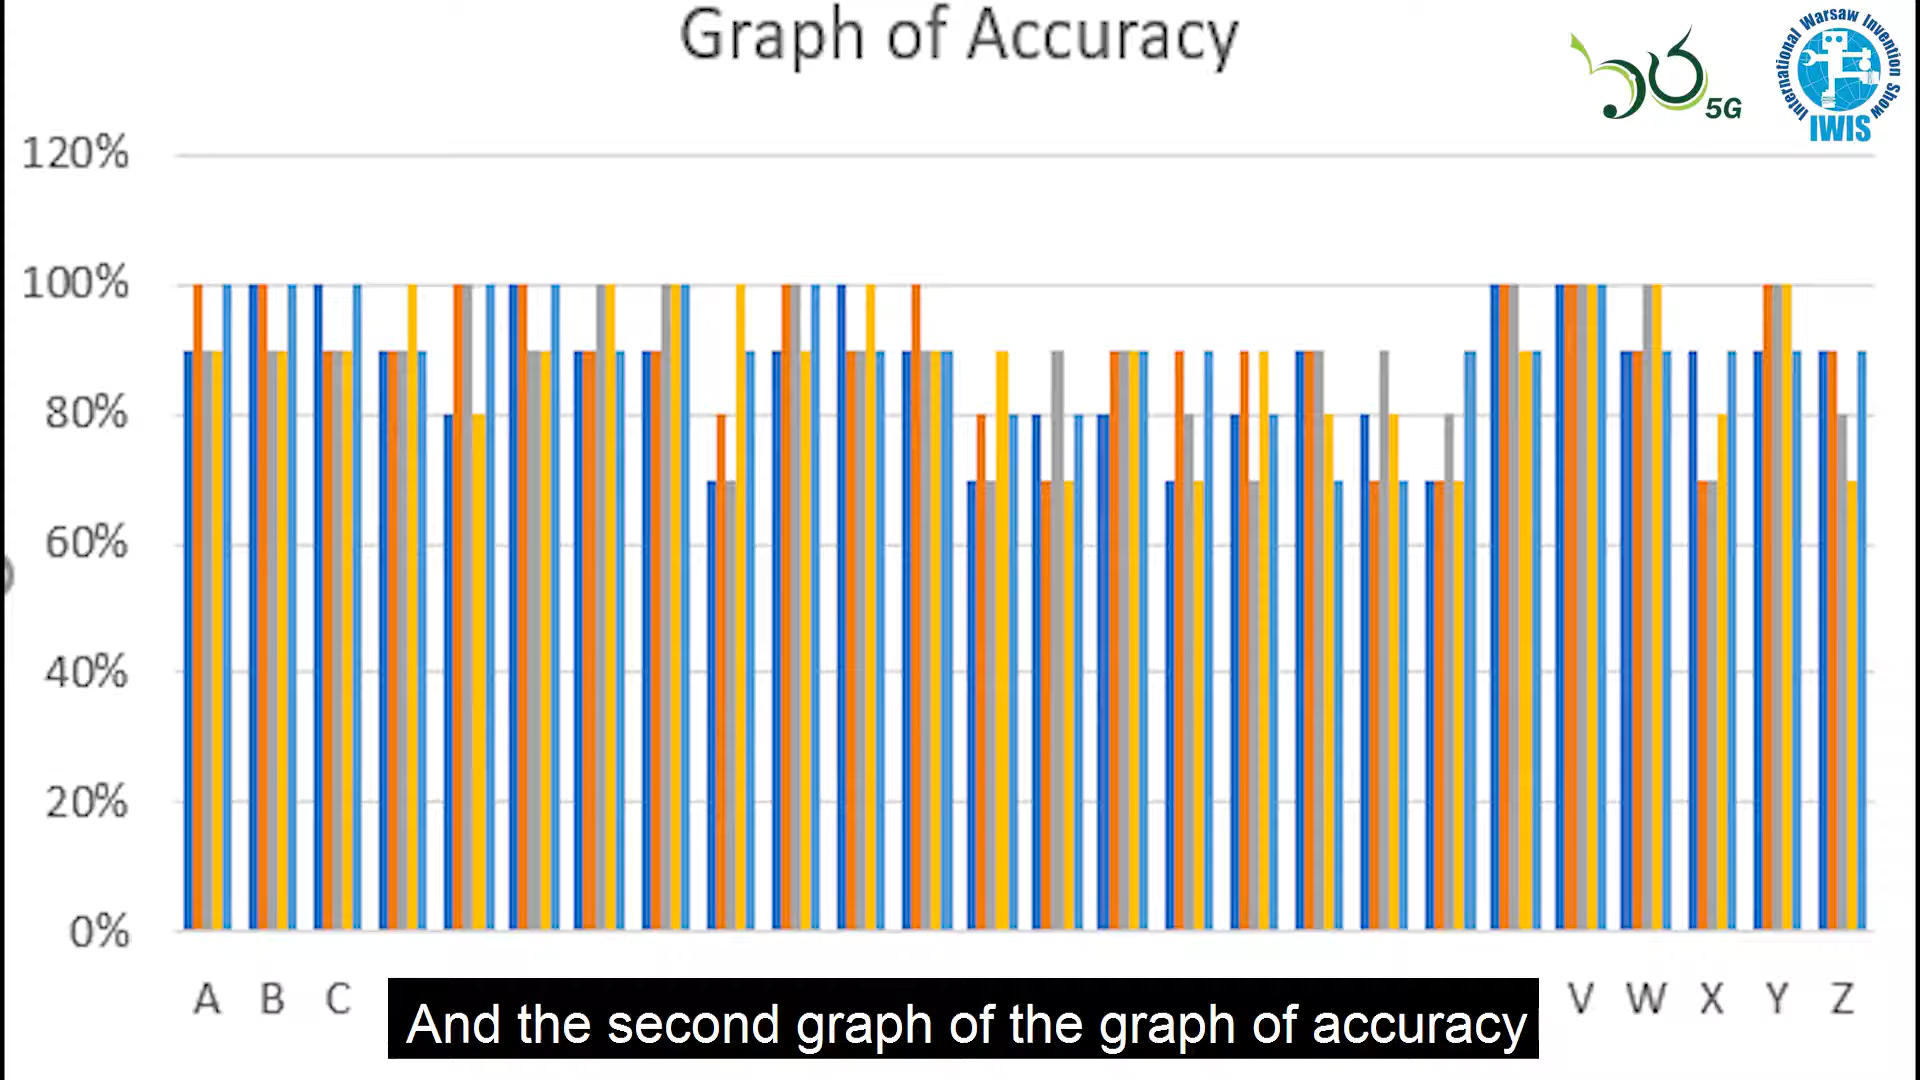 Graph of Accuracy
5G
International Warsaw Invention Show
IWIS
120%
100%
80%
60%
40%
20%
0%
A B C V W X Y Z
And the second graph of the graph of accuracy